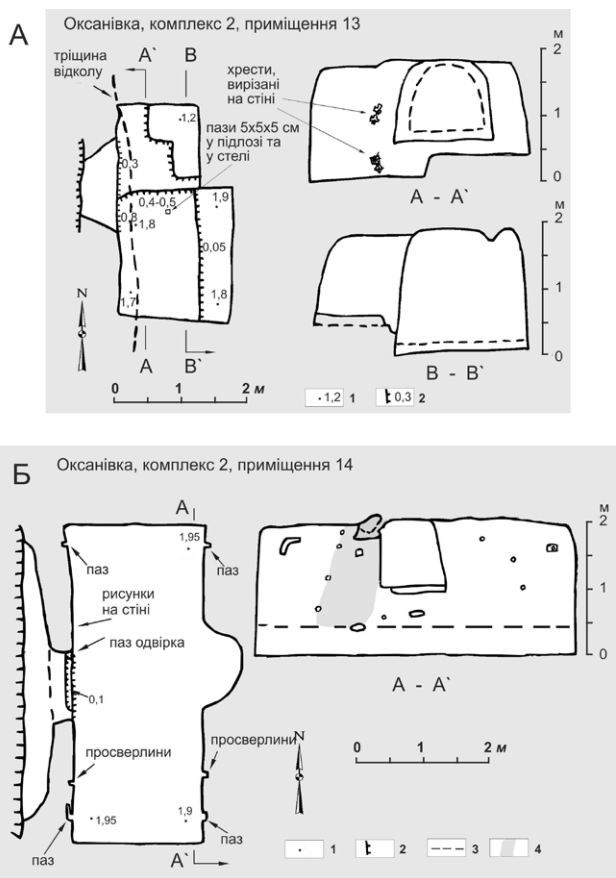 А
Оксанівка, комплекс 2, приміщення 13
тріщина
відколу
А`
В
хрести,
вирізані
на стіні
пази 5х5х5 см
у підлозі та
у стелі
1,2
0,3
0,4-0,5
1,9
0,3
1,8
0,05
1,7
1,8
N
А
В`
0 1 2 м
м
2
1
0
А - А`
м
2
1
0
В - В`
1,2 1
0,3 2
Б
Оксанівка, комплекс 2, приміщення 14
А
1,95
паз
паз
рисунки
на стіні
паз одвірка
0,1
просверлини
просверлини
1,95
1,9
паз
паз
А`
м
2
1
0
А - А`
N
0 1 2 м
1
2
3
4